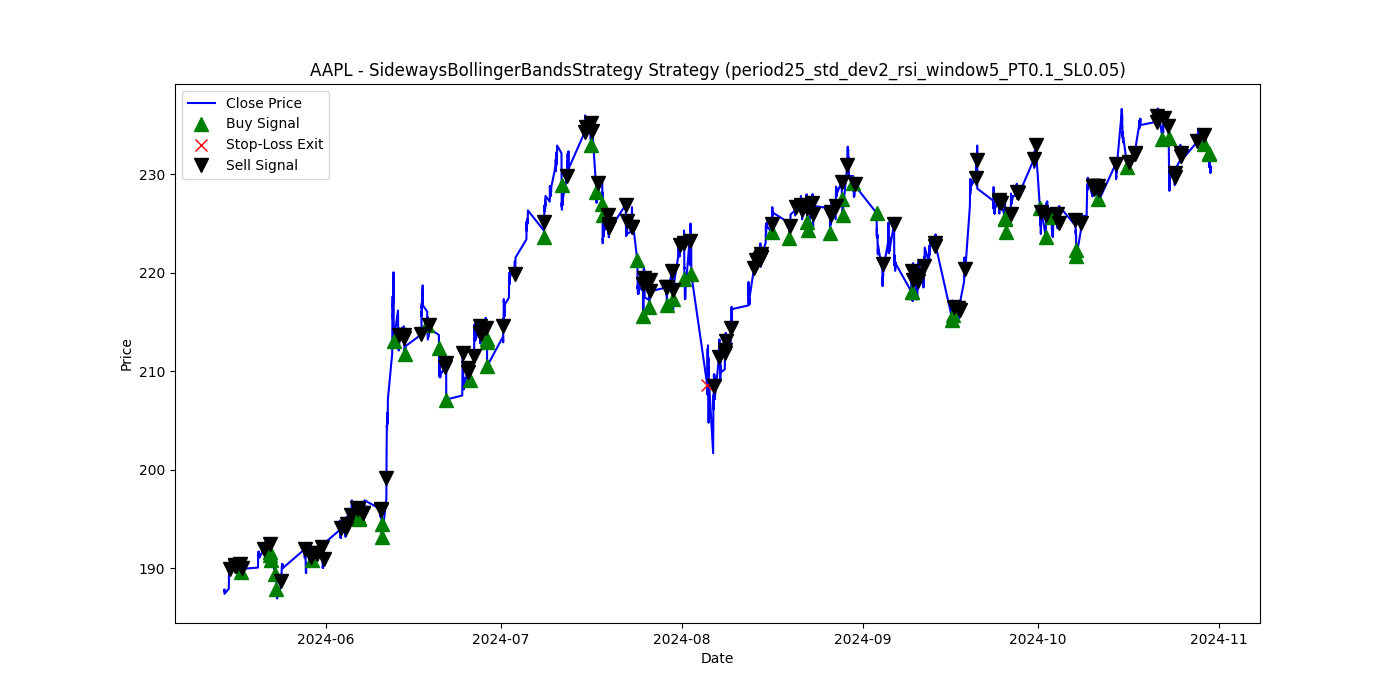 AAPL - SidewaysBollingerBandsStrategy Strategy (period25_std_dev2_rsi_window5_PT0.1_SL0.05)
Close Price
Buy Signal
Stop-Loss Exit
Sell Signal
Price
230
220
210
200
190
2024-06
2024-07
2024-08
2024-09
2024-10
2024-11
Date